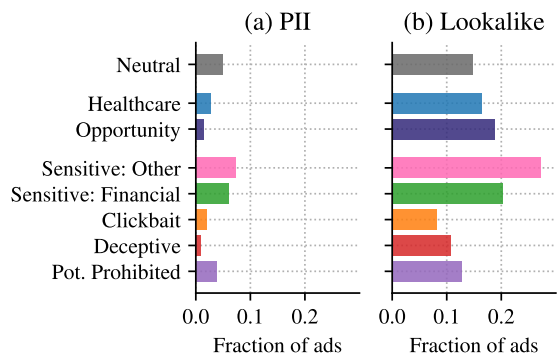 (a) PII
(b) Lookalike
Neutral
Healthcare
Opportunity
Sensitive: Other
Sensitive: Financial
Clickbait
Deceptive
Pot. Prohibited
0.0 0.1 0.2
0.0 0.1 0.2
Fraction of ads
Fraction of ads